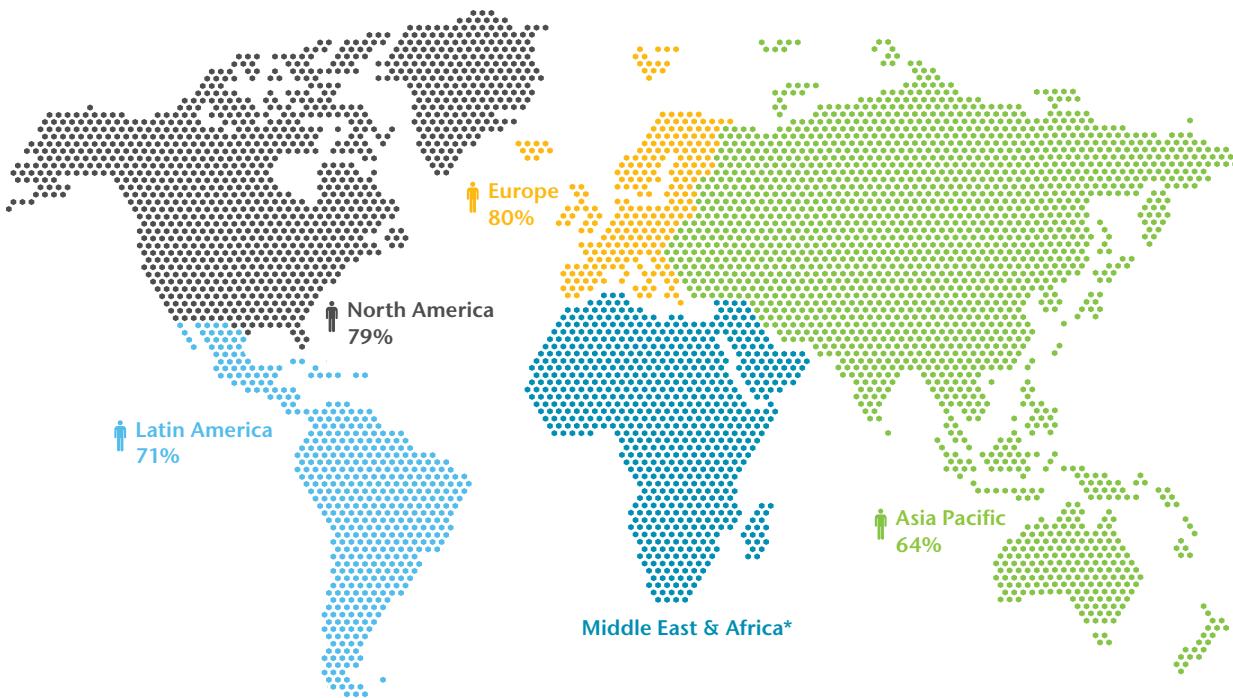 Europe
80%
North America
79%
Latin America
71%
Asia Pacific
64%
Middle East & Africa*